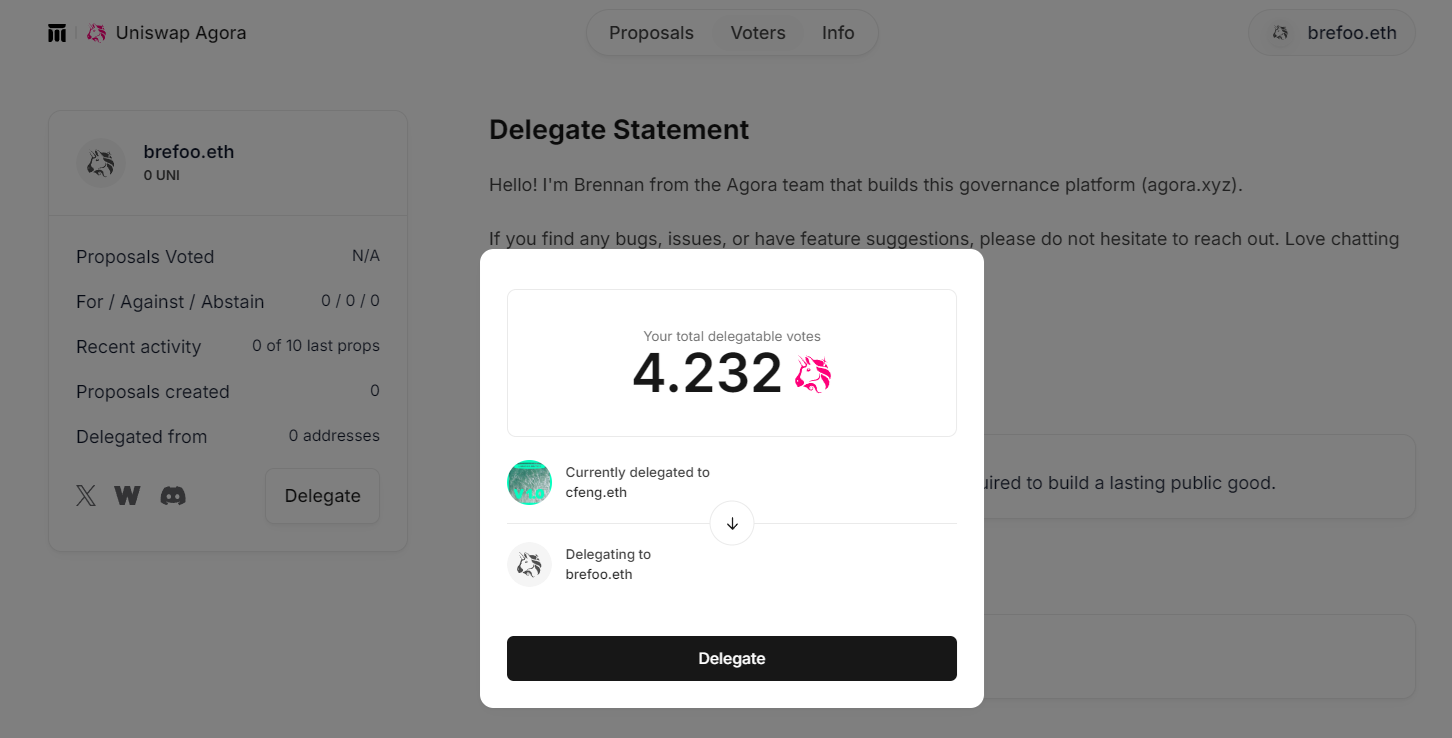 Uniswap Agora
Proposals Voters Info
brefoo.eth
brefoo.eth
0 UNI
Proposals Voted N/A
For / Against / Abstain 0 / 0 / 0
Recent activity 0 of 10 last props
Proposals created 0
Delegated from 0 addresses
Delegate
Delegate Statement
Hello! I'm Brennan from the Agora team that builds this governance platform (agora.xyz).
If you find any bugs, issues, or have feature suggestions, please do not hesitate to reach out. Love chatting
to build a lasting public good.
Your total delegatable votes
4.232
V 1.0
Currently delegated to
cfeng.eth
Delegating to
brefoo.eth
Delegate